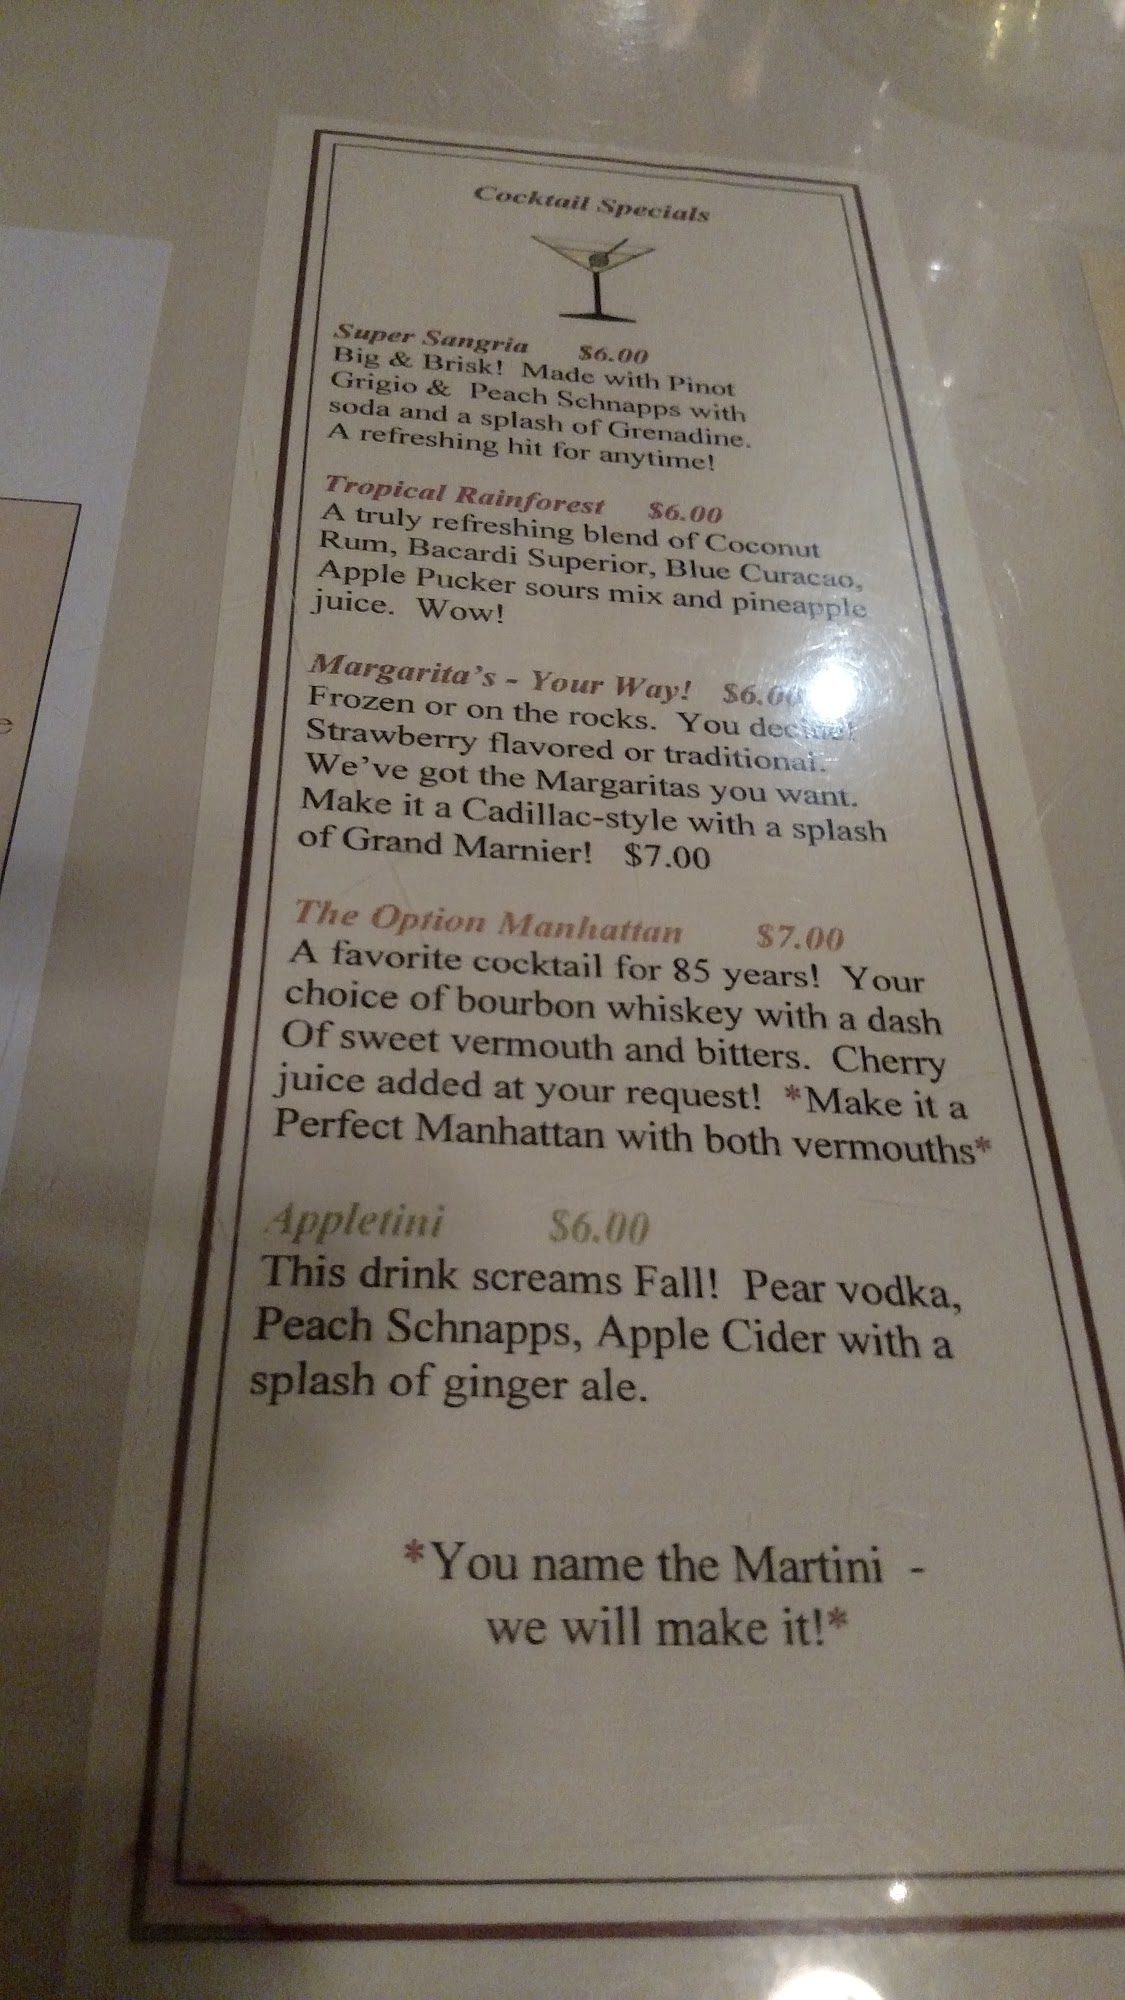 Cocktail Specials
Super Sangria $6.00
Big & Brisk! Made with Pinot
Grigio & Peach Schnapps with
soda and a splash of Grenadine.
A refreshing hit for anytime!
Tropical Rainforest $6.00
A truly refreshing blend of Coconut
Rum, Bacardi Superior, Blue Curacao,
Apple Pucker sours mix and pineapple
juice. Wow!
Margarita's - Your Way! $6.00
Frozen or on the rocks. You decide!
Strawberry flavored or traditional.
We've got the Margaritas you want.
Make it a Cadillac-style with a splash
of Grand Marnier! $7.00
The Option Manhattan $7.00
A favorite cocktail for 85 years! Your
choice of bourbon whiskey with a dash
Of sweet vermouth and bitters. Cherry
juice added at your request! *Make it a
Perfect Manhattan with both vermouths*
Appletini $6.00
This drink screams Fall! Pear vodka,
Peach Schnapps, Apple Cider with a
splash of ginger ale.
*You name the Martini -
we will make it!*